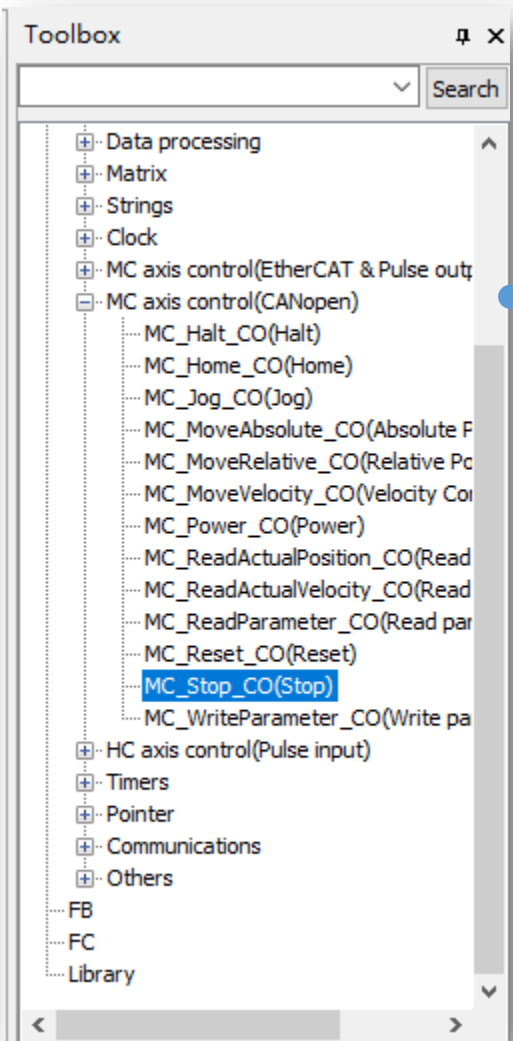 Toolbox
Search
Data processing
Matrix
Strings
Clock
MC axis control(EtherCAT & Pulse outp
MC axis control(CANopen)
MC_Halt_CO(Halt)
MC_Home_CO(Home)
MC_Jog_CO(Jog)
MC_MoveAbsolute_CO(Absolute P
MC_MoveRelative_CO(Relative Po
MC_MoveVelocity_CO(Velocity Con
MC_Power_CO(Power)
MC_ReadActualPosition_CO(Read
MC_ReadActualVelocity_CO(Read
MC_ReadParameter_CO(Read par
MC_Reset_CO(Reset)
MC_Stop_CO(Stop)
MC_WriteParameter_CO(Write pa
HC axis control(Pulse input)
Timers
Pointer
Communications
Others
FB
FC
Library